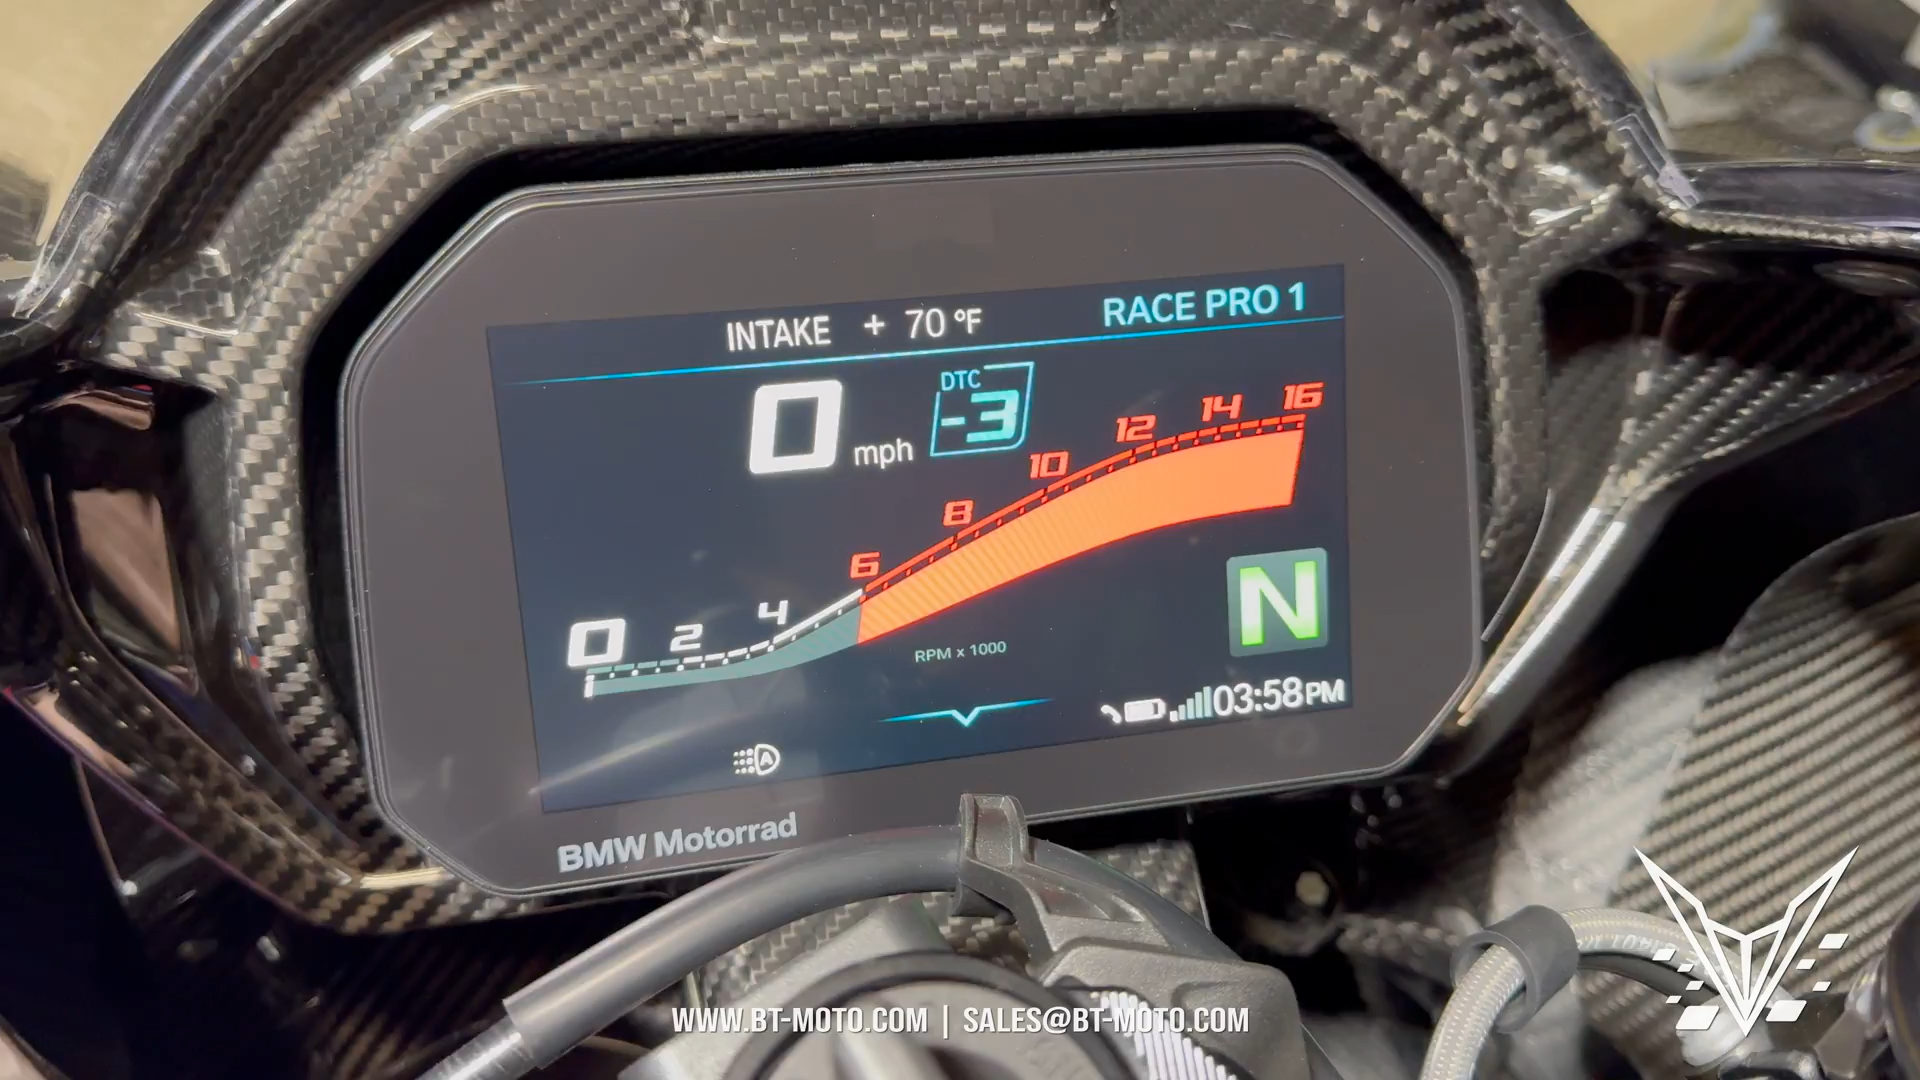 INTAKE + 70 °F
RACE PRO 1
0 mph
DTC
-3
0 2 4 6 8 10 12 14 16
RPM x 1000
N
03:58PM
A
BMW Motorrad
WWW.BT-MOTO.COM | SALES@BT-MOTO.COM